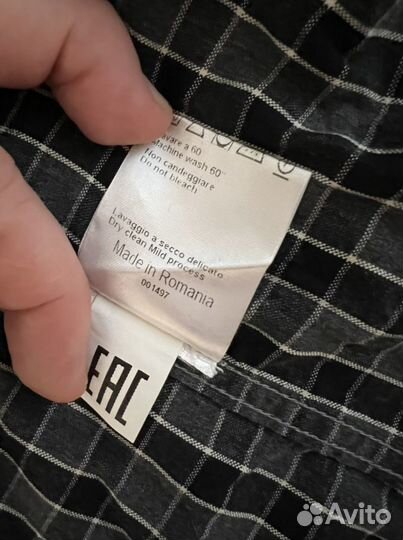 Lavare a 60
Machine wash 60°
Non candeggiare
Do not bleach
Lavaggio a secco delicato
Dry clean Mild process
Made in Romania
001497
EAC
Avito